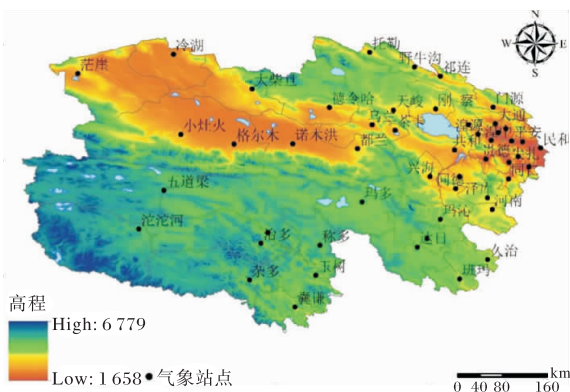 N
W E
S
托勒
冷湖
野牛沟
茫崖
祁连
大柴旦
德令哈
天峻
刚察
门源
大通
乌兰
茶卡
小灶火
格尔木
诺木洪
都兰
共和
平安
民和
兴海
同德
泽库
河南
五道梁
玛多
玛沁
沱沱河
治多
称多
达日
久治
杂多
玉树
班玛
囊谦
高程
High: 6 779
Low: 1 658
气象站点
km
0 40 80 160